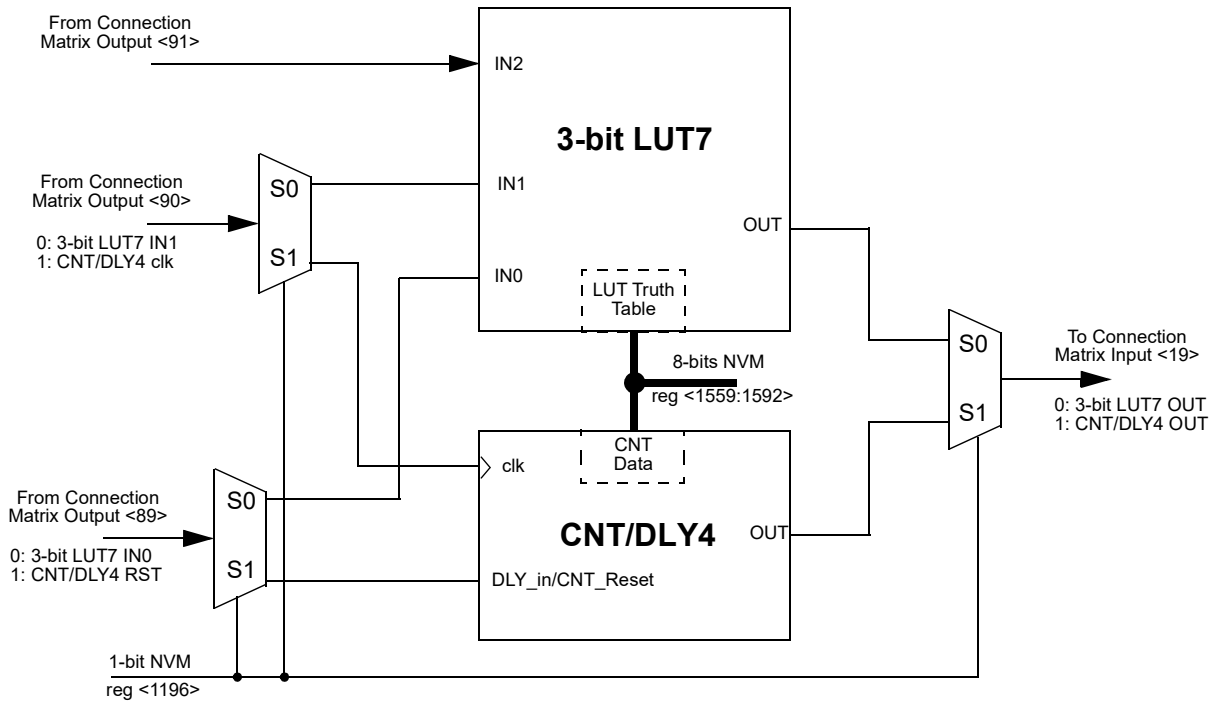 From Connection
Matrix Output <91>
IN2
3-bit LUT7
From Connection
Matrix Output <90>
0: 3-bit LUT7 IN1
1: CNT/DLY4 clk
S0
S1
IN1
IN0
OUT
LUT Truth
Table
8-bits NVM
reg <1559:1592>
S0
S1
To Connection
Matrix Input <19>
0: 3-bit LUT7 OUT
1: CNT/DLY4 OUT
CNT
Data
clk
CNT/DLY4
OUT
DLY_in/CNT_Reset
From Connection
Matrix Output <89>
0: 3-bit LUT7 IN0
1: CNT/DLY4 RST
S0
S1
1-bit NVM
reg <1196>